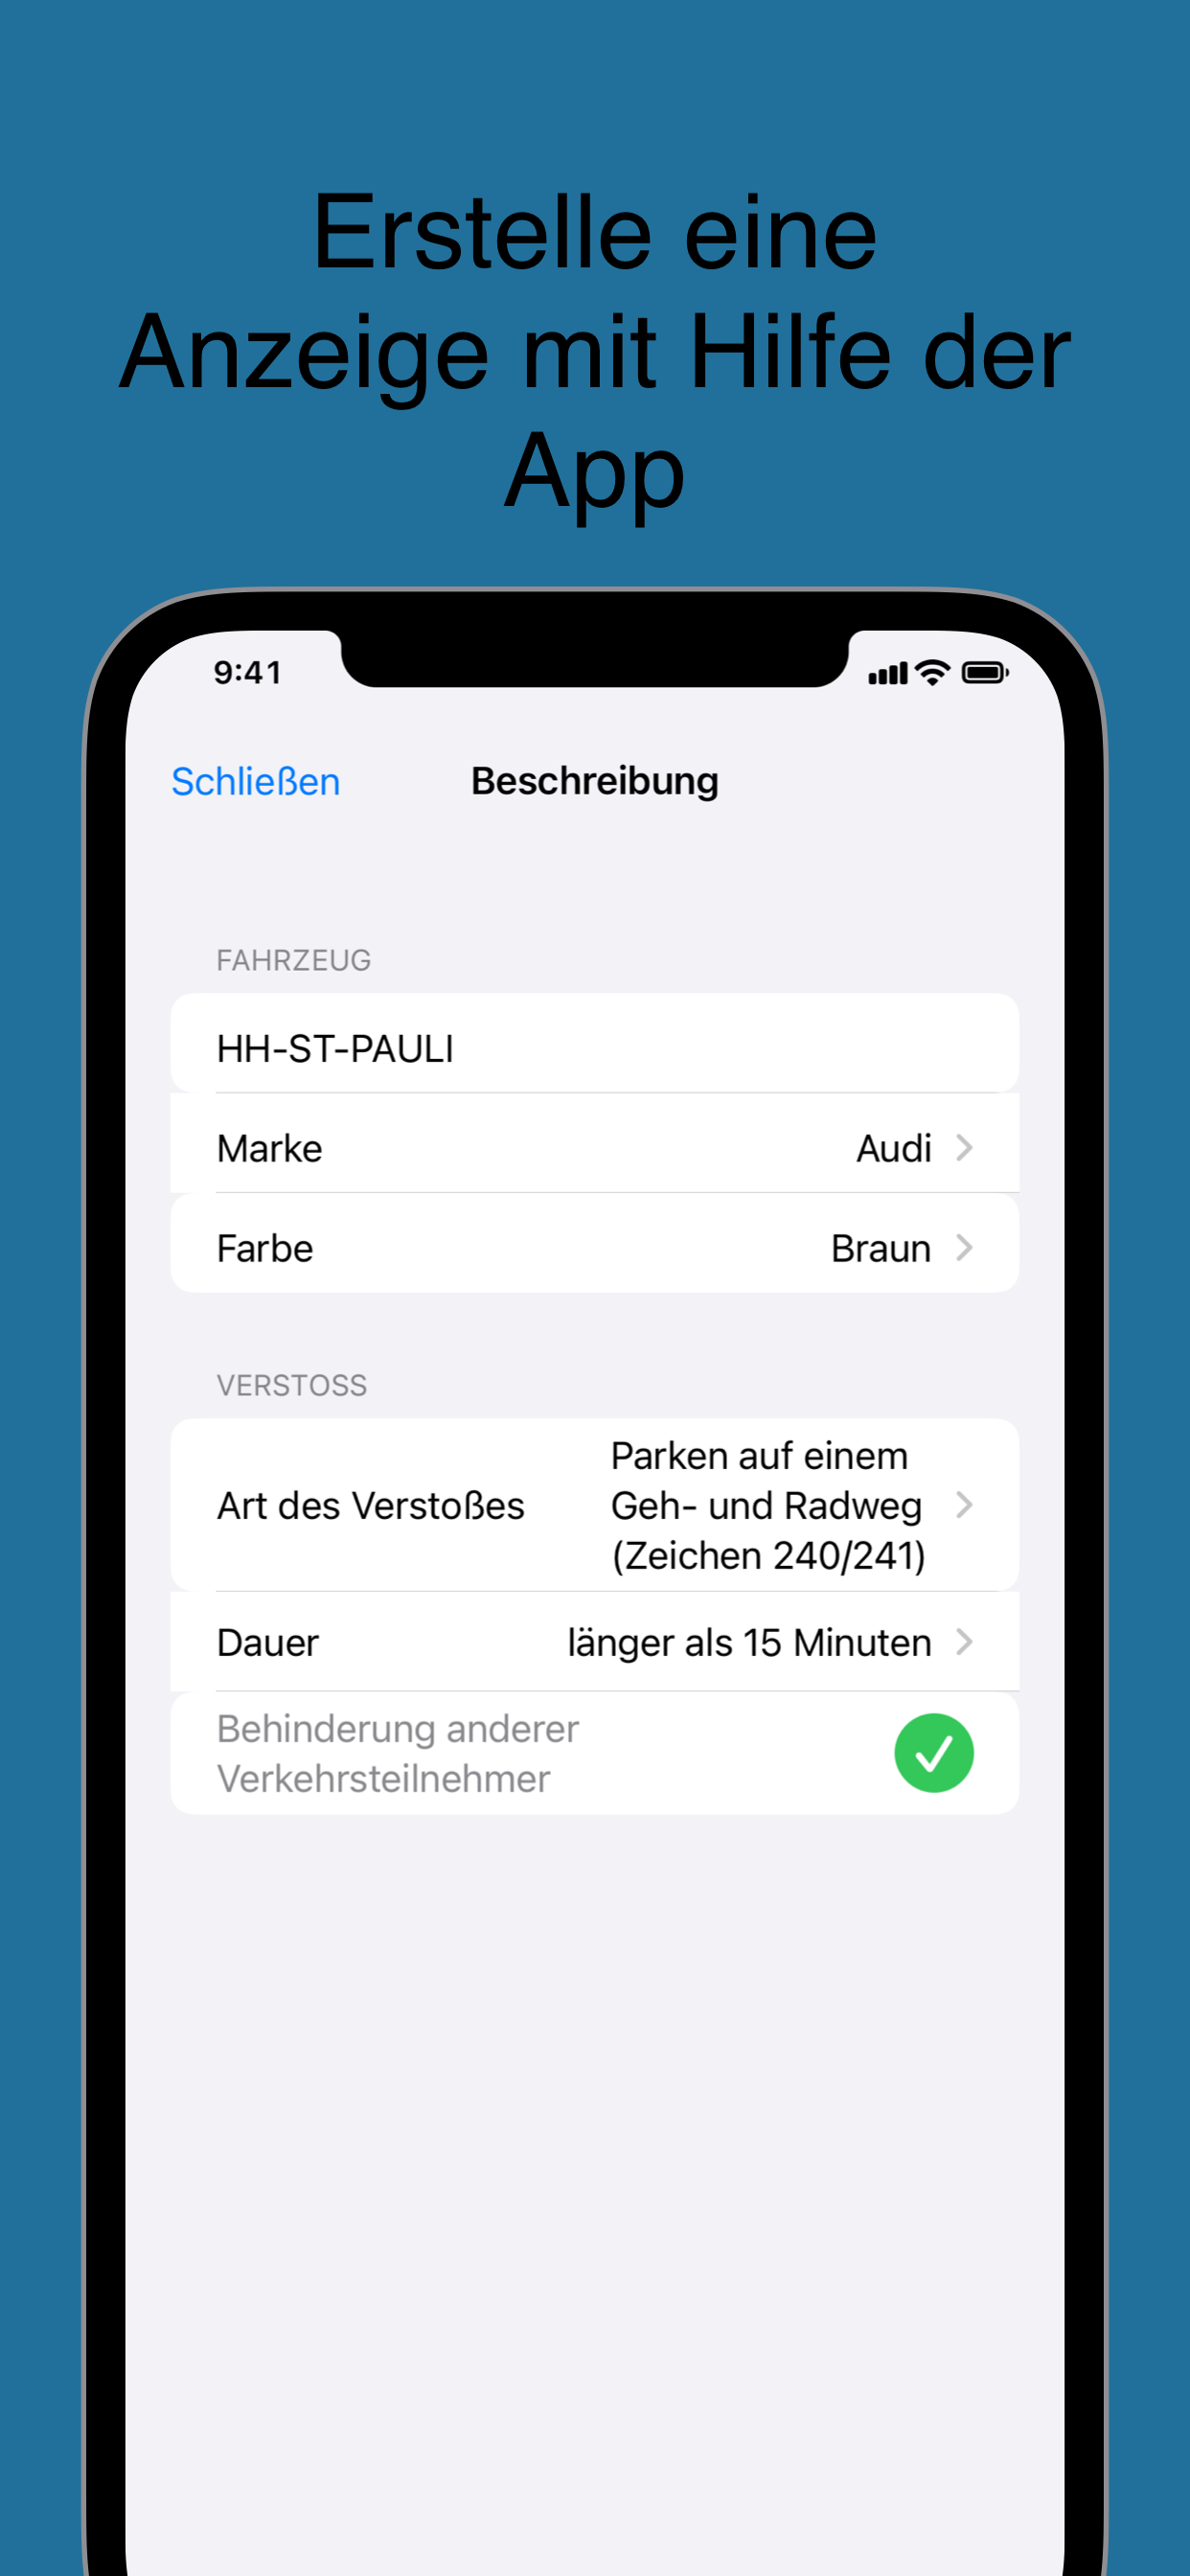 Erstelle eine
Anzeige mit Hilfe der
App
9:41
Schließen Beschreibung
FAHRZEUG
HH-ST-PAULI
Marke Audi
Farbe Braun
VERSTOSS
Art des Verstoßes Parken auf einem
Geh- und Radweg
(Zeichen 240/241)
Dauer länger als 15 Minuten
Behinderung anderer
Verkehrsteilnehmer